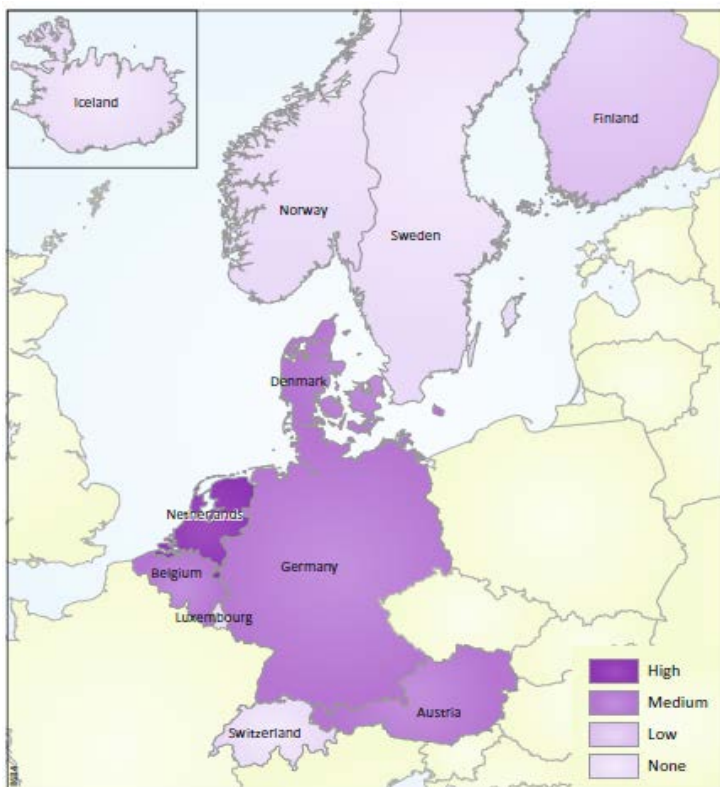 Iceland
Finland
Norway
Sweden
Denmark
Netherlands
Belgium
Germany
Luxembourg
Switzerland
Austria
High
Medium
Low
None